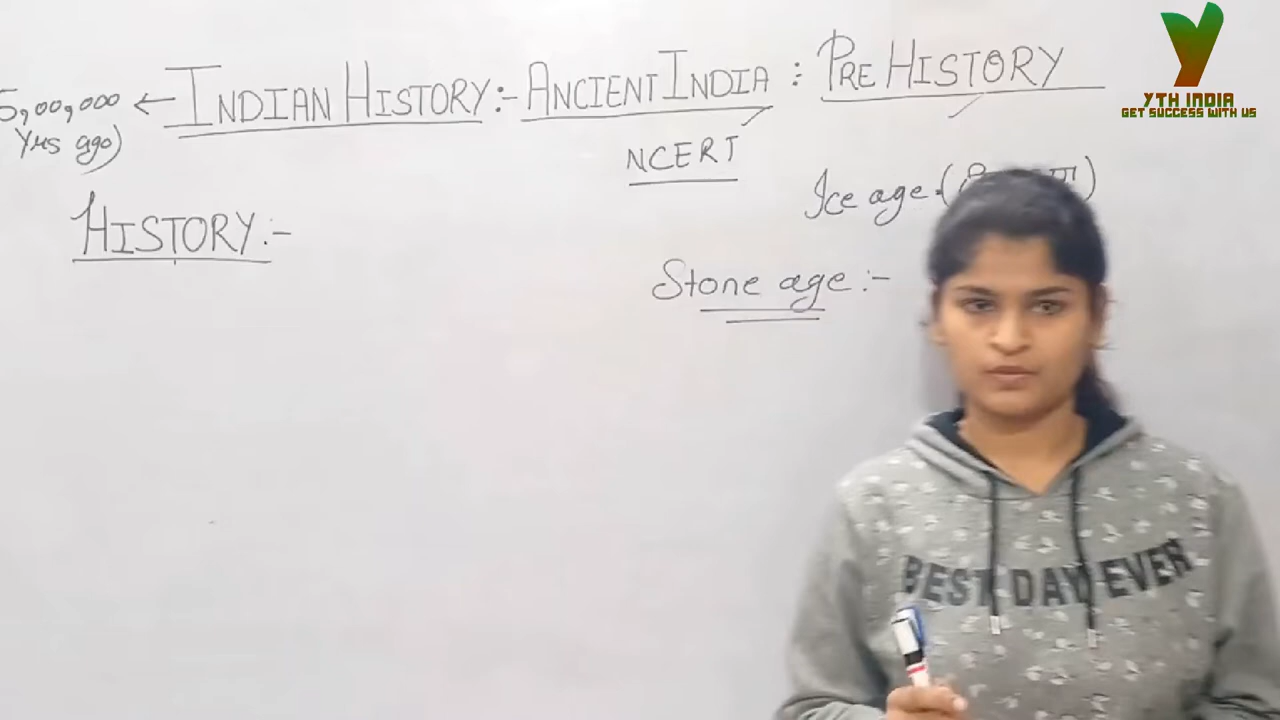 5,00,000 ← INDIAN HISTORY:- ANCIENT INDIA : PRE HISTORY
Yrs ago)
NCERT
Ice age.(
HISTORY:-
Stone age:-
BEST DAY EVER
Y
YTH INDIA
GET SUCCESS WITH US